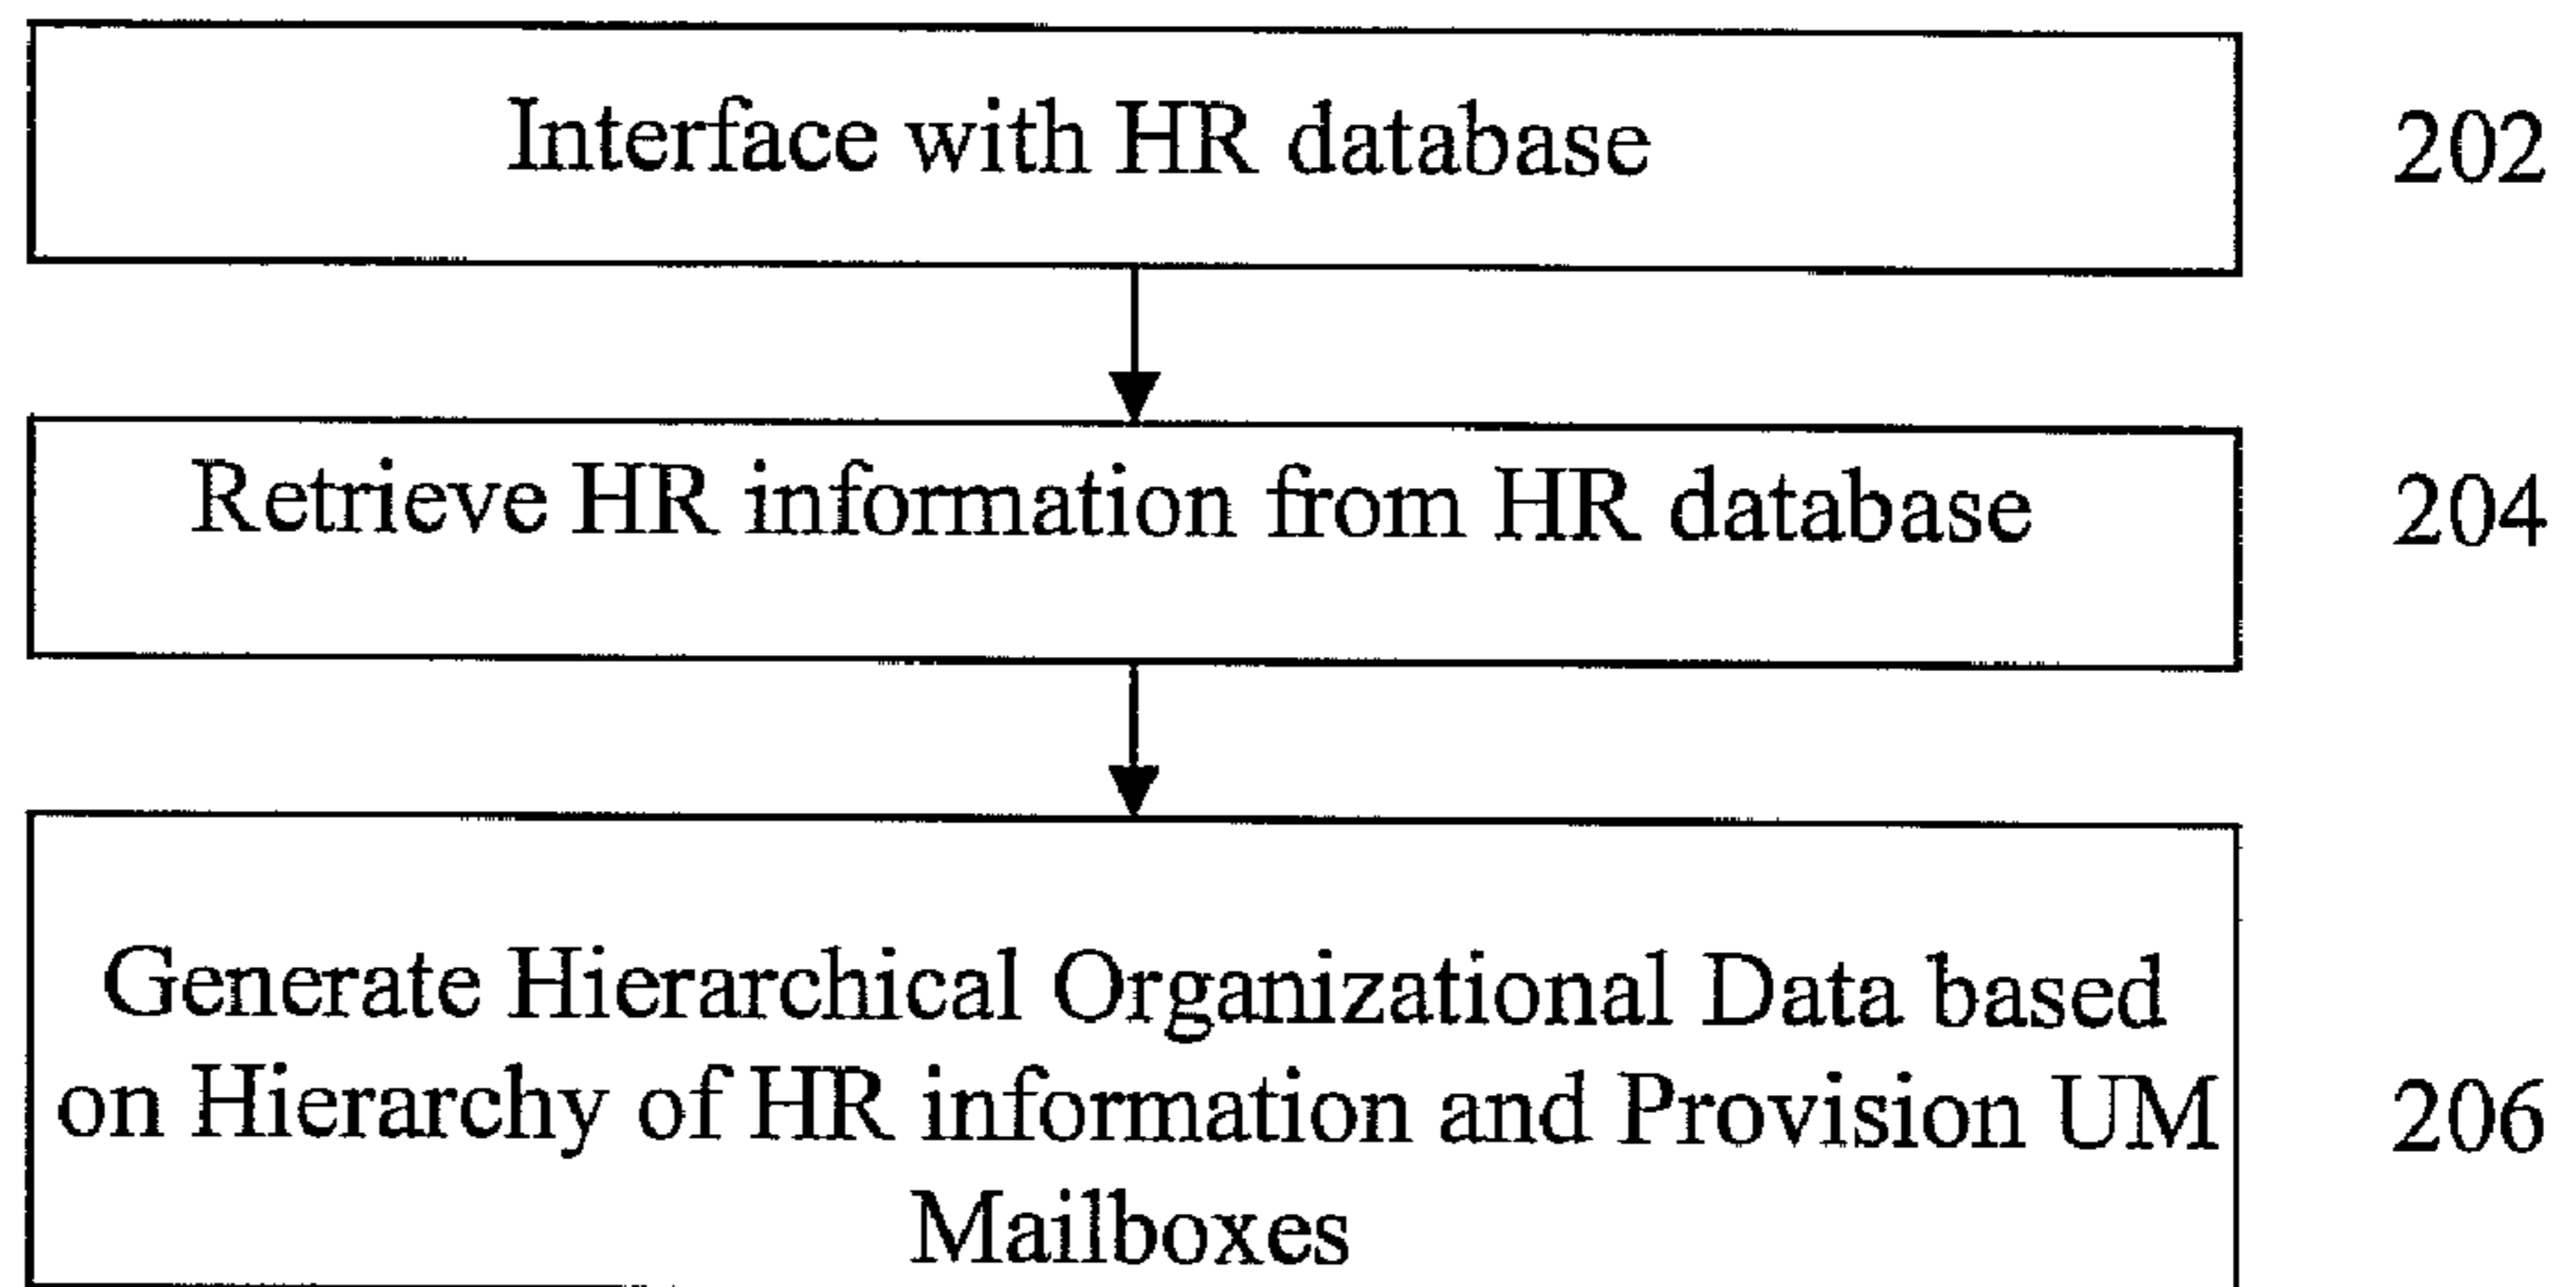 Interface with HR database
202
Retrieve HR information from HR database
204
Generate Hierarchical Organizational Data based
on Hierarchy of HR information and Provision UM
206
Mailboxes